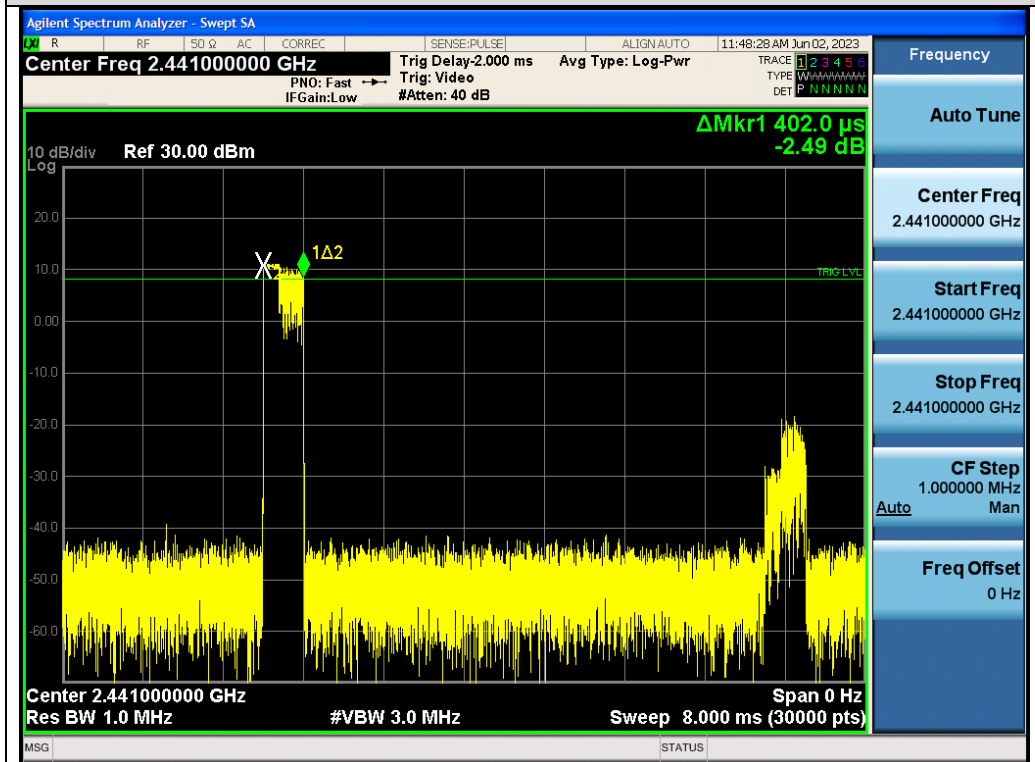 Agilent Spectrum Analyzer - Swept SA
LXI R RF 50 Ω AC CORREC SENSE:PULSE ALIGN AUTO 11:48:28 AM Jun 02, 2023
Center Freq 2.441000000 GHz
PNO: Fast
IFGain:Low
Trig Delay-2.000 ms
Trig: Video
#Atten: 40 dB
Avg Type: Log-Pwr
TRACE 1 2 3 4 5 6
TYPE WWWWWW
DET P N N N N N
ΔMkr1 402.0 µs
-2.49 dB
10 dB/div
Log
Ref 30.00 dBm
20.0
10.0
0.00
-10.0
-20.0
-30.0
-40.0
-50.0
-60.0
1Δ2
TRIG LVL
Center 2.441000000 GHz
Span 0 Hz
Res BW 1.0 MHz
#VBW 3.0 MHz
Sweep 8.000 ms (30000 pts)
MSG
STATUS
Frequency
Auto Tune
Center Freq
2.441000000 GHz
Start Freq
2.441000000 GHz
Stop Freq
2.441000000 GHz
CF Step
1.000000 MHz
Auto Man
Freq Offset
0 Hz